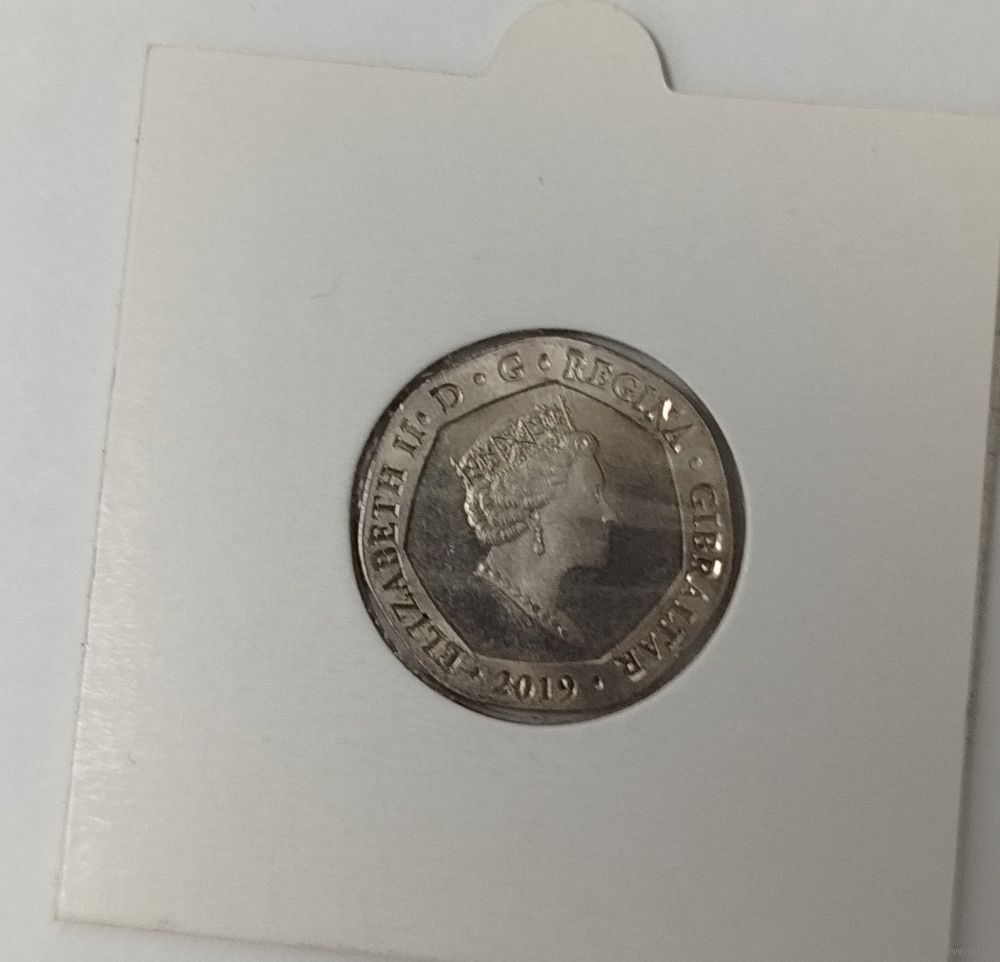 ELIZABETH II · D · G · REGINA · GIBRALTAR · 2019 ·